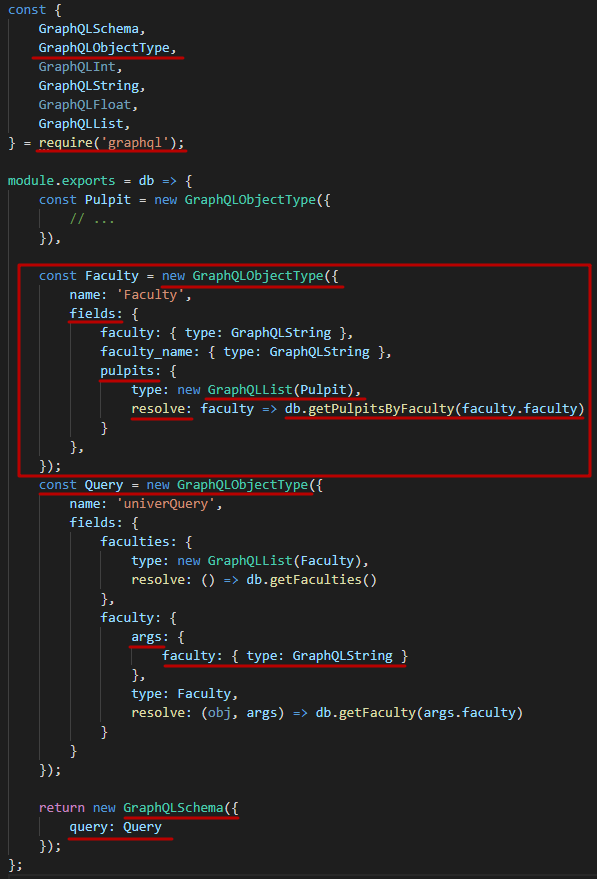 const {
    GraphQLSchema,
    GraphQLObjectType,
    GraphQLInt,
    GraphQLString,
    GraphQLFloat,
    GraphQLList,
} = require('graphql');
module.exports = db => {
    const Pulpit = new GraphQLObjectType({
        // ...
    }),
    const Faculty = new GraphQLObjectType({
        name: 'Faculty',
        fields: {
            faculty: { type: GraphQLString },
            faculty_name: { type: GraphQLString },
            pulpits: {
                type: new GraphQLList(Pulpit),
                resolve: faculty => db.getPulpitsByFaculty(faculty.faculty)
            }
        },
    });
    const Query = new GraphQLObjectType({
        name: 'univerQuery',
        fields: {
            faculties: {
                type: new GraphQLList(Faculty),
                resolve: () => db.getFaculties()
            },
            faculty: {
                args: {
                    faculty: { type: GraphQLString }
                },
                type: Faculty,
                resolve: (obj, args) => db.getFaculty(args.faculty)
            }
        }
    });
    return new GraphQLSchema({
        query: Query
    });
};